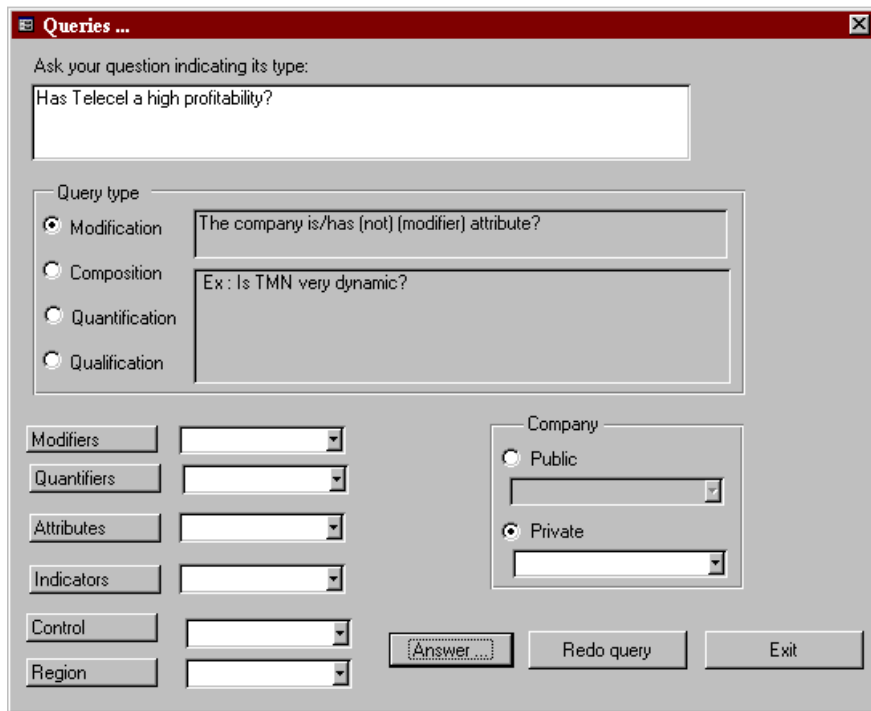 Queries ...
Ask your question indicating its type:
Has Telecel a high profitability?
Query type
Modification
The company is/has (not) (modifier) attribute?
Composition
Ex : Is TMN very dynamic?
Quantification
Qualification
Modifiers
Quantifiers
Attributes
Indicators
Control
Region
Company
Public
Private
Answer ...
Redo query
Exit